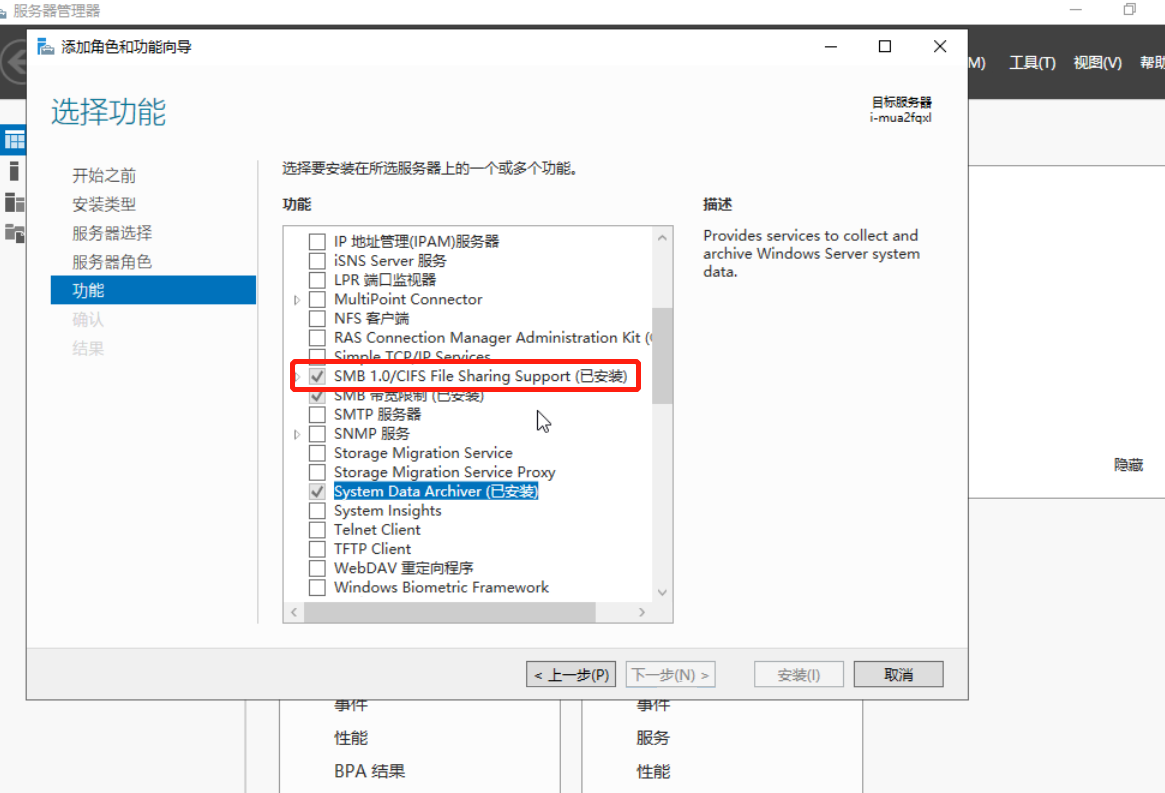 服务器管理器
添加角色和功能向导
M)
工具(T)
视图(V)
帮助
选择功能
目标服务器
i-mua2fqxl
开始之前
安装类型
服务器选择
服务器角色
功能
确认
结果
选择要安装在所选服务器上的一个或多个功能。
功能
IP 地址管理(IPAM)服务器
iSNS Server 服务
LPR 端口监视器
MultiPoint Connector
NFS 客户端
RAS Connection Manager Administration Kit (
Simple TCP/IP Services
SMB 1.0/CIFS File Sharing Support (已安装)
SMB 带宽限制 (已安装)
SMTP 服务器
SNMP 服务
Storage Migration Service
Storage Migration Service Proxy
System Data Archiver (已安装)
System Insights
Telnet Client
TFTP Client
WebDAV 重定向程序
Windows Biometric Framework
描述
Provides services to collect and
archive Windows Server system
data.
隐藏
< 上一步(P)
下一步(N) >
安装(I)
取消
事件
性能
BPA 结果
事件
服务
性能